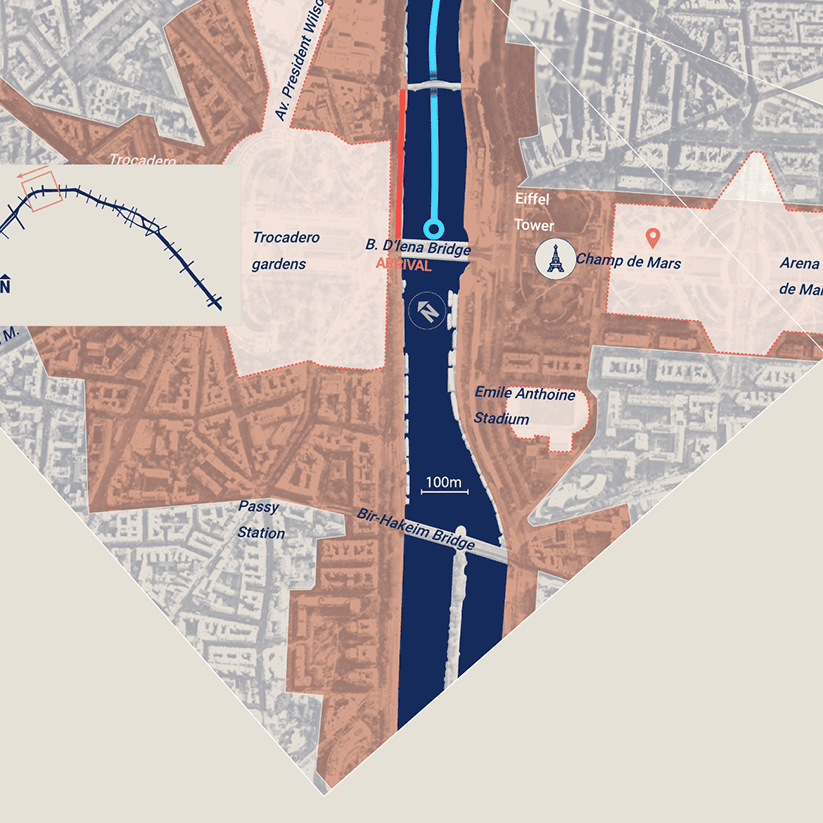 Av. President Wilso
Trocadero
Eiffel
Tower
Trocadero
gardens
B. D'Iena Bridge
ARRIVAL
Champ de Mars
Arena
de Mar
N
N
M.
Emile Anthoine
Stadium
100m
Passy
Station
Bir-Hakeim Bridge